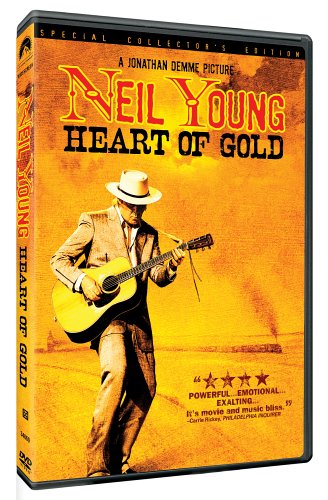 SPECIAL COLLECTOR'S EDITION
A JONATHAN DEMME PICTURE
NEIL YOUNG
HEART OF GOLD
"★★★★
POWERFUL...EMOTIONAL...
EXALTING...
It's movie and music bliss."
-Carrie Rickey, PHILADELPHIA INQUIRER
NEIL YOUNG HEART OF GOLD
DVD